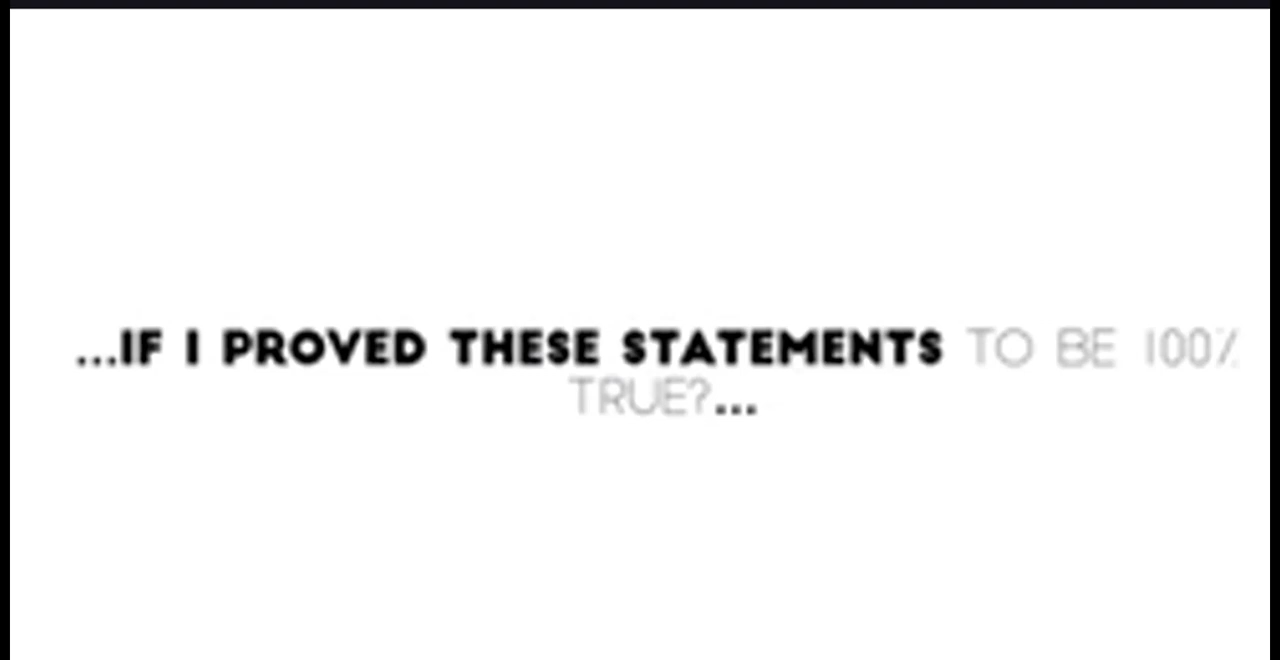 ...IF I PROVED THESE STATEMENTS TO BE 100%
TRUE?...